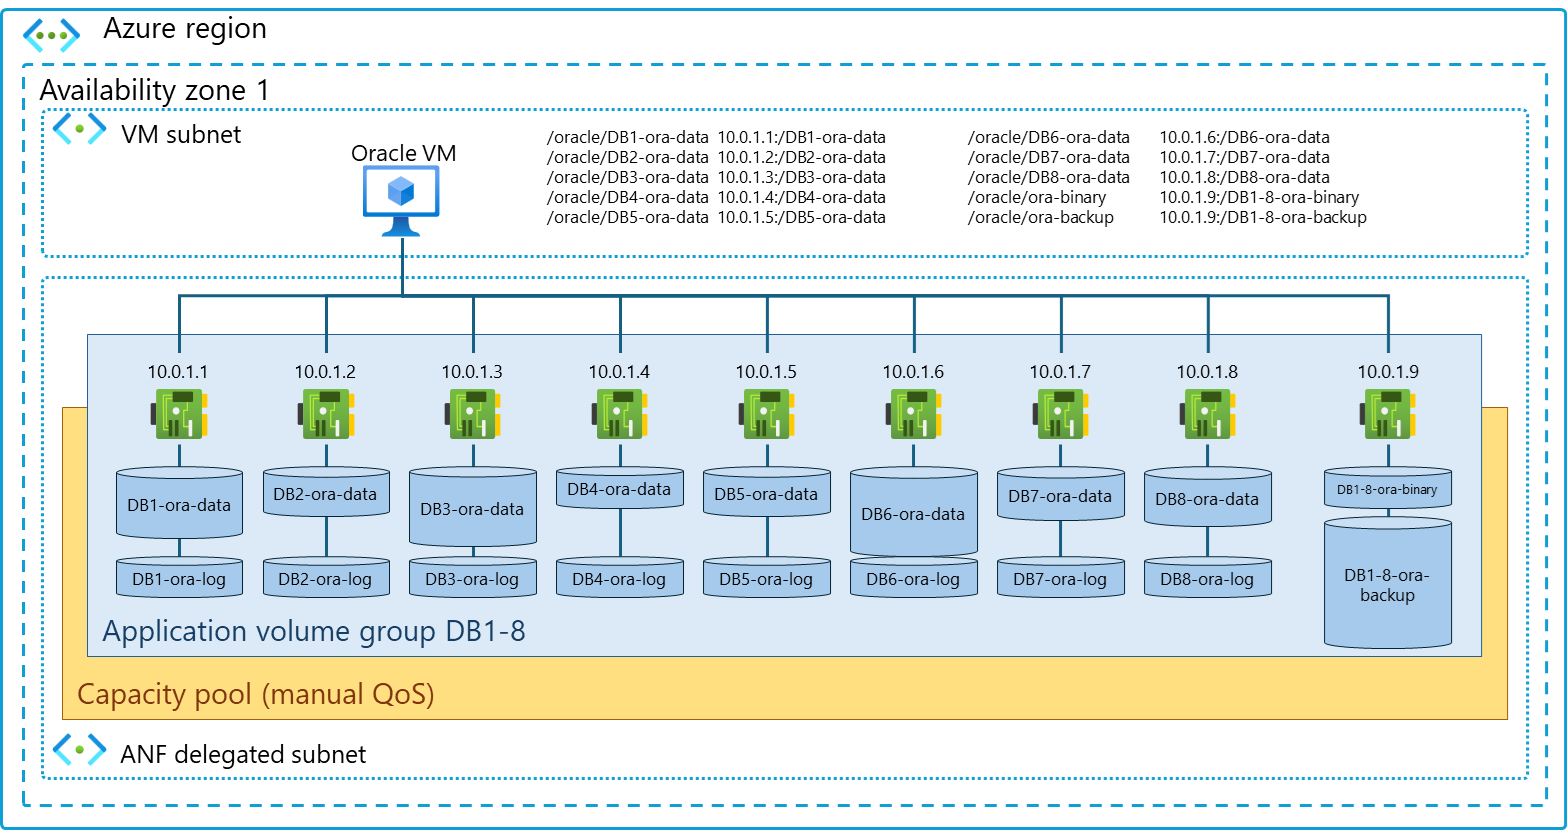 Azure region
Availability zone 1
VM subnet
Oracle VM
/oracle/DB1-ora-data 10.0.1.1:/DB1-ora-data
/oracle/DB2-ora-data 10.0.1.2:/DB2-ora-data
/oracle/DB3-ora-data 10.0.1.3:/DB3-ora-data
/oracle/DB4-ora-data 10.0.1.4:/DB4-ora-data
/oracle/DB5-ora-data 10.0.1.5:/DB5-ora-data
/oracle/DB6-ora-data 10.0.1.6:/DB6-ora-data
/oracle/DB7-ora-data 10.0.1.7:/DB7-ora-data
/oracle/DB8-ora-data 10.0.1.8:/DB8-ora-data
/oracle/ora-binary 10.0.1.9:/DB1-8-ora-binary
/oracle/ora-backup 10.0.1.9:/DB1-8-ora-backup
10.0.1.1
10.0.1.2
10.0.1.3
10.0.1.4
10.0.1.5
10.0.1.6
10.0.1.7
10.0.1.8
10.0.1.9
DB1-ora-data
DB2-ora-data
DB3-ora-data
DB4-ora-data
DB5-ora-data
DB6-ora-data
DB7-ora-data
DB8-ora-data
DB1-8-ora-binary
DB1-ora-log
DB2-ora-log
DB3-ora-log
DB4-ora-log
DB5-ora-log
DB6-ora-log
DB7-ora-log
DB8-ora-log
DB1-8-ora-
backup
Application volume group DB1-8
Capacity pool (manual QoS)
ANF delegated subnet